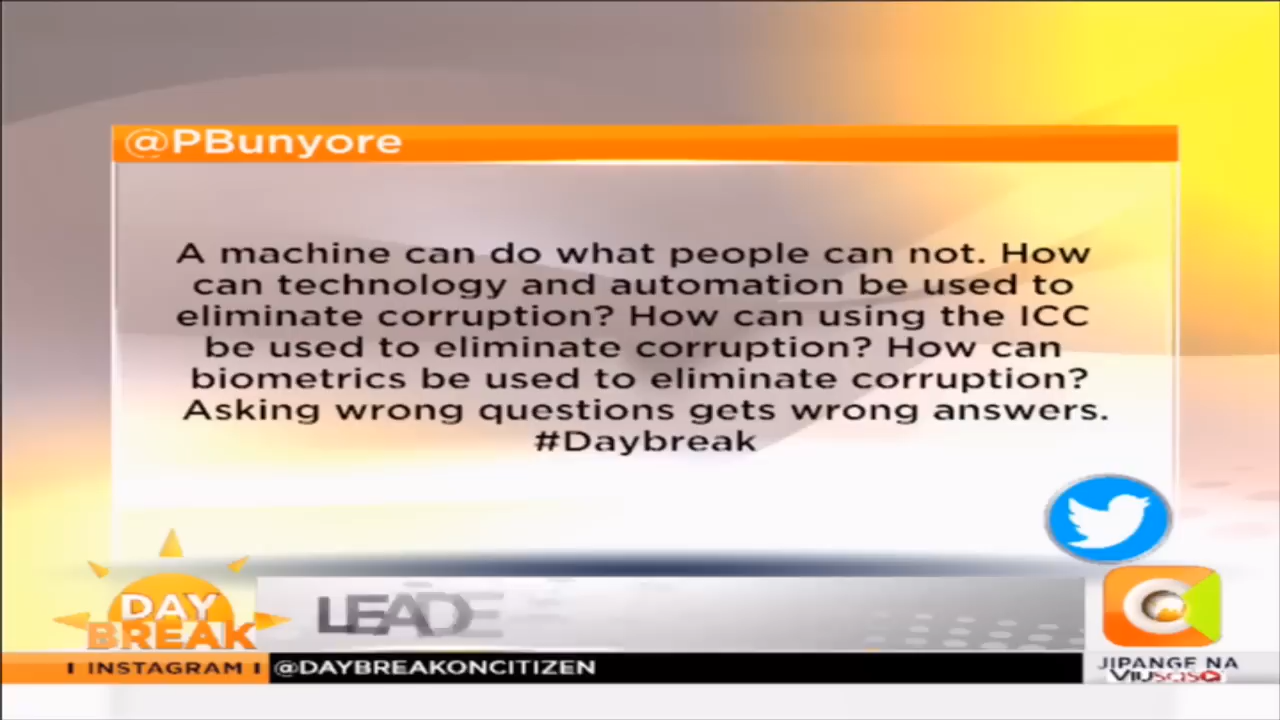 @PBunyore
A machine can do what people can not. How
can technology and automation be used to
eliminate corruption? How can using the ICC
be used to eliminate corruption? How can
biometrics be used to eliminate corruption?
Asking wrong questions gets wrong answers.
#Daybreak
DAY
BREAK
LEADE
INSTAGRAM
@DAYBREAKONCITIZEN
JIPANGE NA